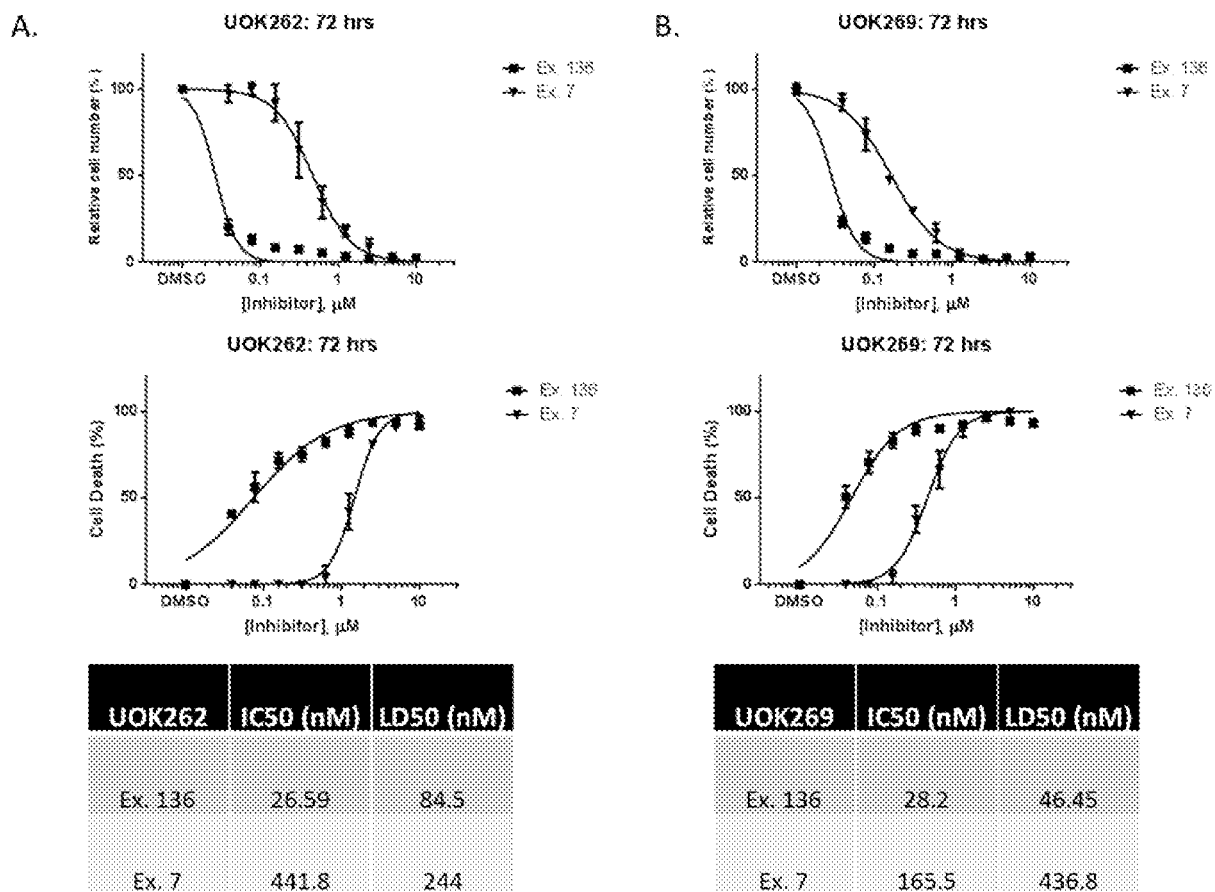 A.
UOK262: 72 hrs
Relative cell number (%)
100
50
0
DMSO
0.1
1
10
[Inhibitor], μM
Ex. 136
Ex. 7
UOK262: 72 hrs
Cell Death (%)
100
50
0
DMSO
0.1
1
10
[Inhibitor], μM
Ex. 136
Ex. 7
UOK262 IC50 (nM) LD50 (nM)
Ex. 136 26.59 84.5
Ex. 7 441.8 244
B.
UOK269: 72 hrs
Relative cell number (%)
100
50
0
DMSO
0.1
1
10
[Inhibitor], μM
Ex. 136
Ex. 7
UOK269: 72 hrs
Cell Death (%)
100
50
0
DMSO
0.1
1
10
[Inhibitor], μM
Ex. 136
Ex. 7
UOK269 IC50 (nM) LD50 (nM)
Ex. 136 28.2 46.45
Ex. 7 165.5 436.8